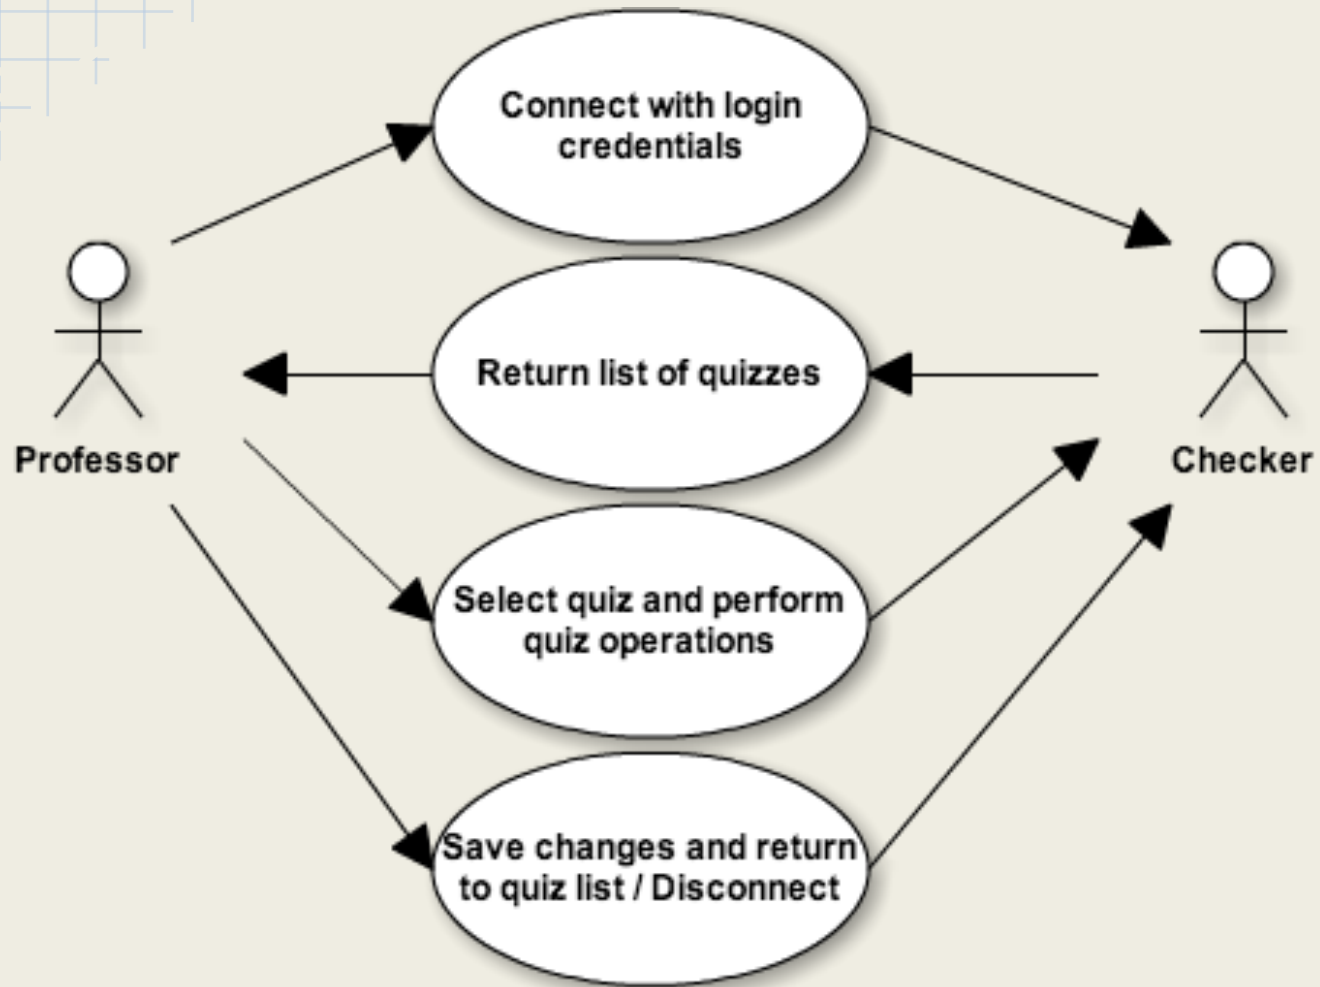 Connect with login
credentials
Return list of quizzes
Professor
Checker
Select quiz and perform
quiz operations
Save changes and return
to quiz list / Disconnect